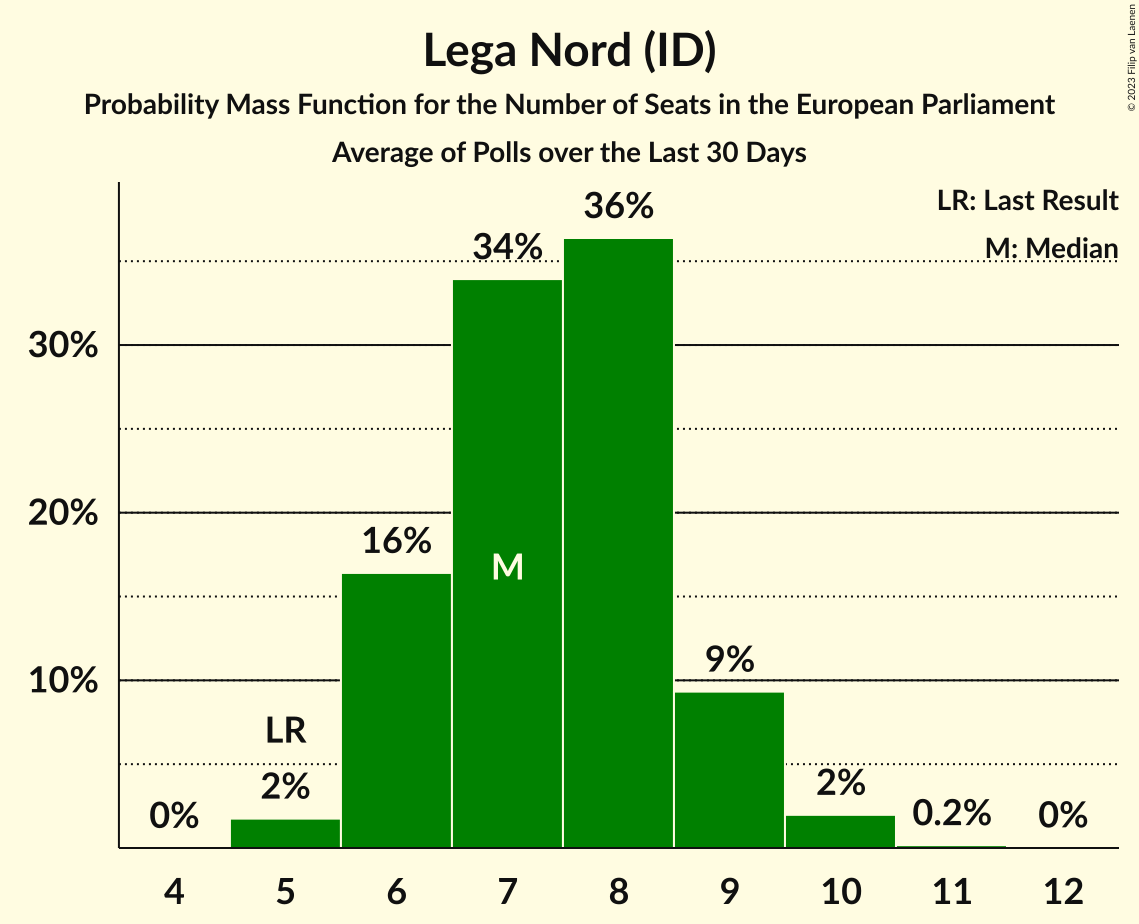 Lega Nord (ID)
Probability Mass Function for the Number of Seats in the European Parliament
Average of Polls over the Last 30 Days
© 2023 Filip van Laenen
LR: Last Result
M: Median
36%
34%
30%
20%
16%
M
10%
9%
LR
2%
2%
0%
0.2%
0%
4 5 6 7 8 9 10 11 12